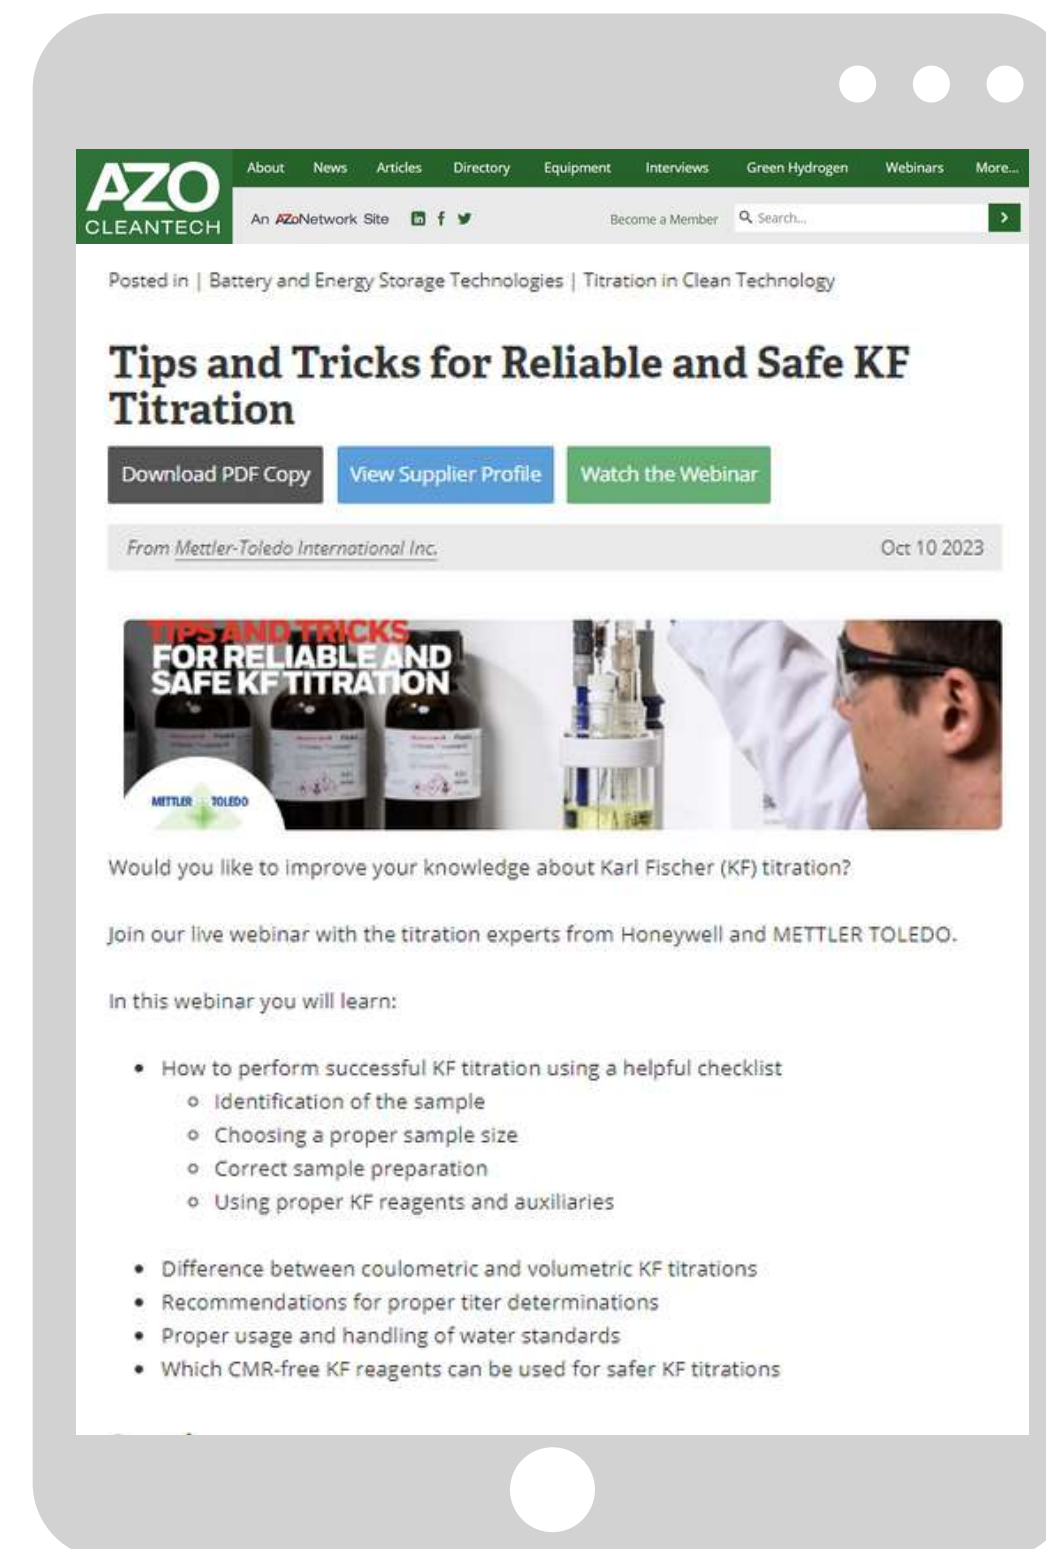 AZO
CLEANTECH
About News Articles Directory Equipment Interviews Green Hydrogen Webinars More...
An AZoNetwork Site
Become a Member
Search...
Posted in | Battery and Energy Storage Technologies | Titration in Clean Technology
Tips and Tricks for Reliable and Safe KF
Titration
Download PDF Copy
View Supplier Profile
Watch the Webinar
From Mettler-Toledo International Inc.
Oct 10 2023
TIPS AND TRICKS
FOR RELIABLE AND
SAFE KF TITRATION
METTLER TOLEDO
Would you like to improve your knowledge about Karl Fischer (KF) titration?
Join our live webinar with the titration experts from Honeywell and METTLER TOLEDO.
In this webinar you will learn:
• How to perform successful KF titration using a helpful checklist
◦ Identification of the sample
◦ Choosing a proper sample size
◦ Correct sample preparation
◦ Using proper KF reagents and auxiliaries
• Difference between coulometric and volumetric KF titrations
• Recommendations for proper titer determinations
• Proper usage and handling of water standards
• Which CMR-free KF reagents can be used for safer KF titrations